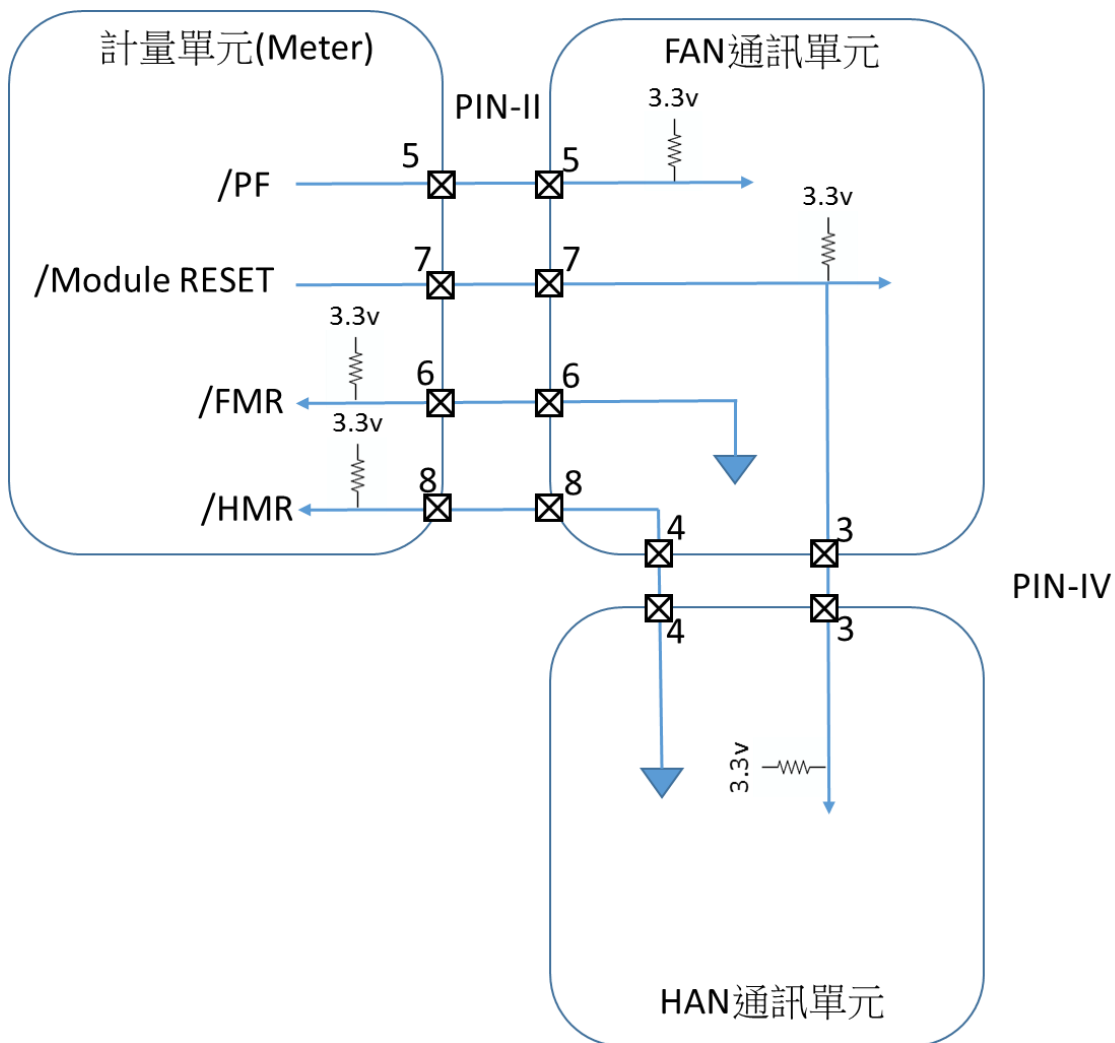 計量單元(Meter)
FAN通訊單元
PIN-II
3.3v
5
5
/PF
3.3v
7
7
/Module RESET
3.3v
6
6
/FMR
3.3v
8
8
/HMR
4
3
PIN-IV
4
3
3.3v
HAN通訊單元